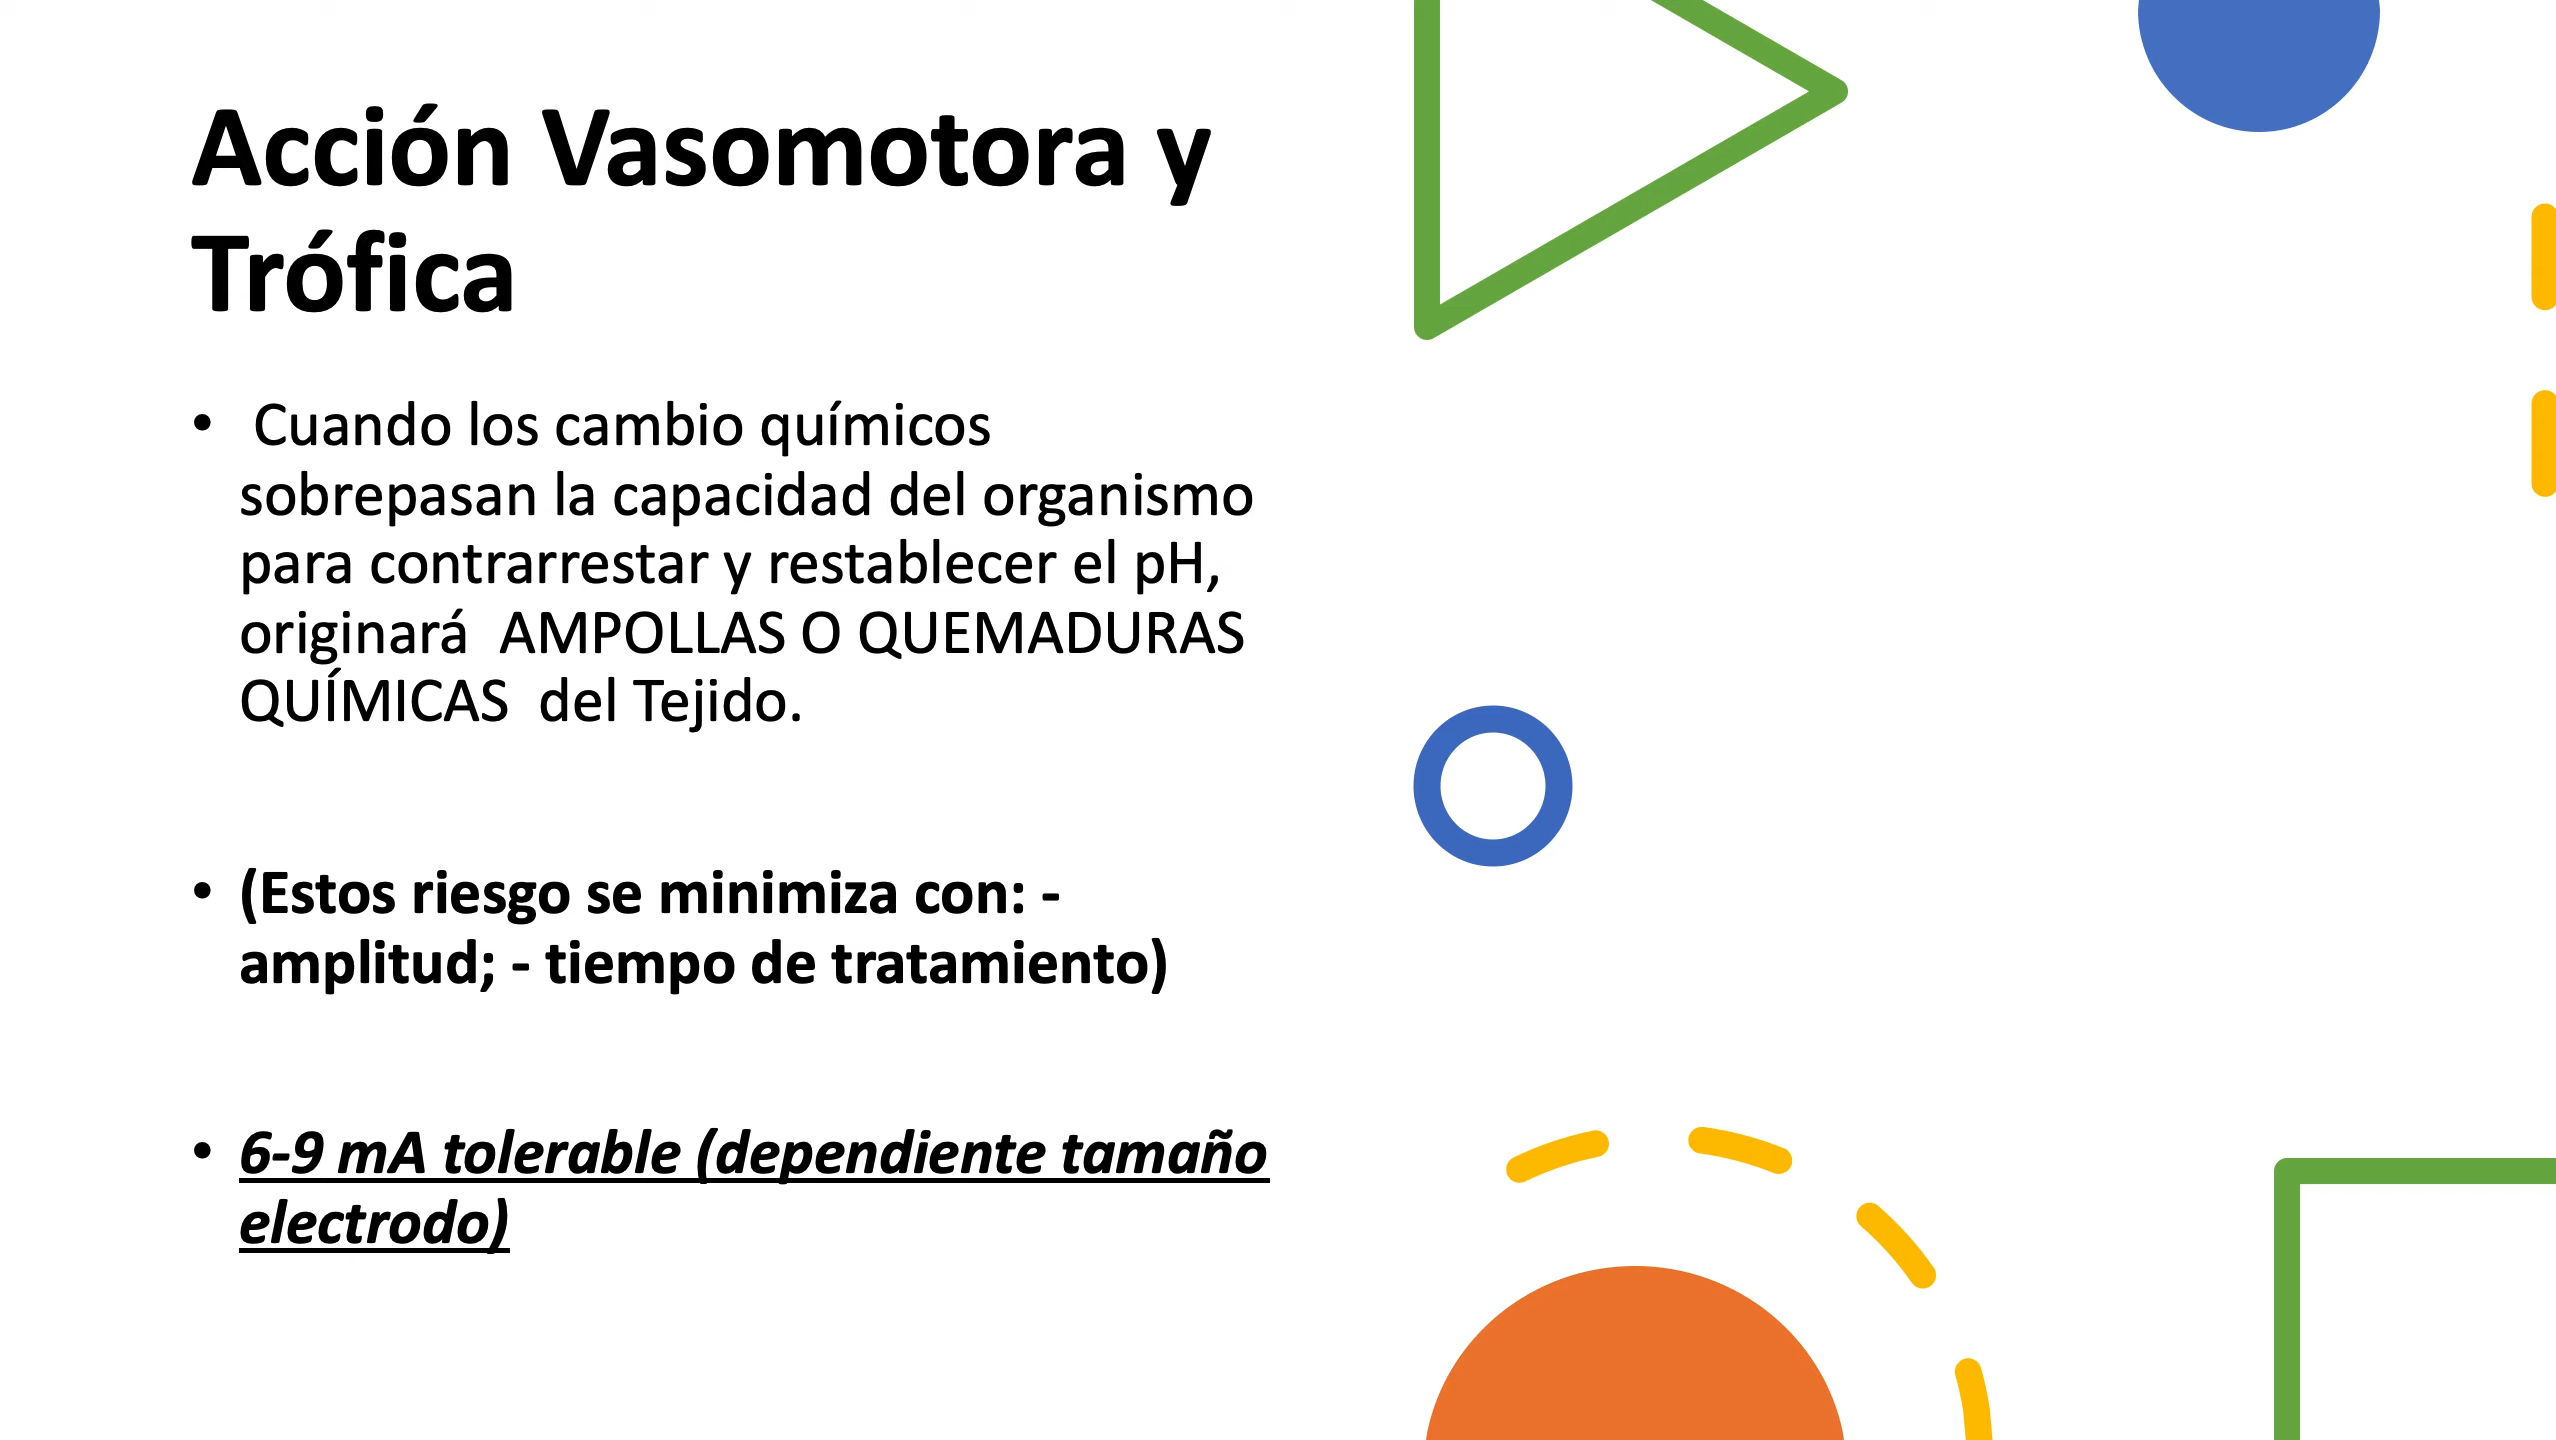 Acción Vasomotora y
Trófica
• Cuando los cambio químicos
sobrepasan la capacidad del organismo
para contrarrestar y restablecer el pH,
originará  AMPOLLAS O QUEMADURAS
QUÍMICAS  del Tejido.
• (Estos riesgo se minimiza con: -
amplitud; - tiempo de tratamiento)
• 6-9 mA tolerable (dependiente tamaño
electrodo)